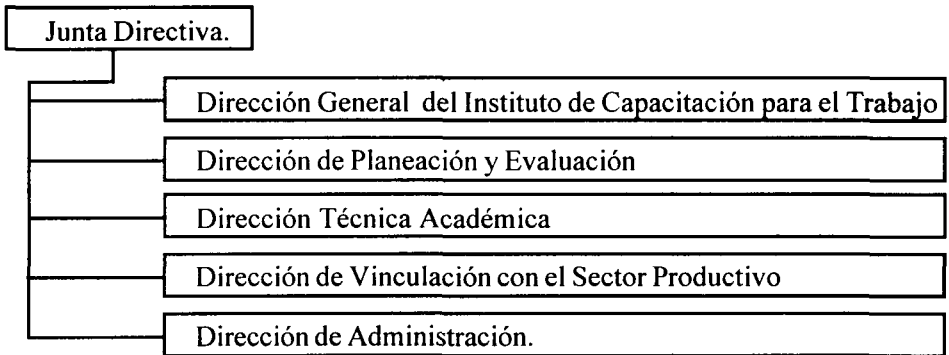 Junta Directiva.
Dirección General del Instituto de Capacitación para el Trabajo
Dirección de Planeación y Evaluación
Dirección Técnica Académica
Dirección de Vinculación con el Sector Productivo
Dirección de Administración.